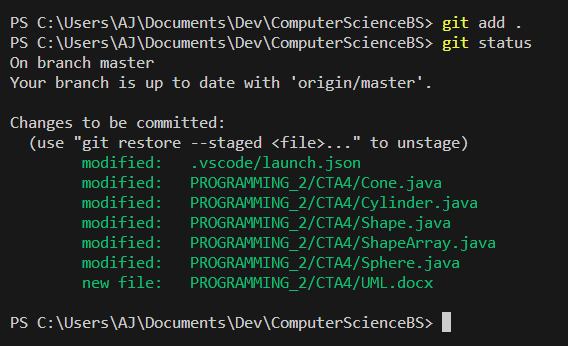 PS C:\Users\AJ\Documents\Dev\ComputerScienceBS> git add .
PS C:\Users\AJ\Documents\Dev\ComputerScienceBS> git status
On branch master
Your branch is up to date with 'origin/master'.

Changes to be committed:
  (use "git restore --staged <file>..." to unstage)
        modified:   .vscode/launch.json
        modified:   PROGRAMMING_2/CTA4/Cone.java
        modified:   PROGRAMMING_2/CTA4/Cylinder.java
        modified:   PROGRAMMING_2/CTA4/Shape.java
        modified:   PROGRAMMING_2/CTA4/ShapeArray.java
        modified:   PROGRAMMING_2/CTA4/Sphere.java
        new file:   PROGRAMMING_2/CTA4/UML.docx

PS C:\Users\AJ\Documents\Dev\ComputerScienceBS>